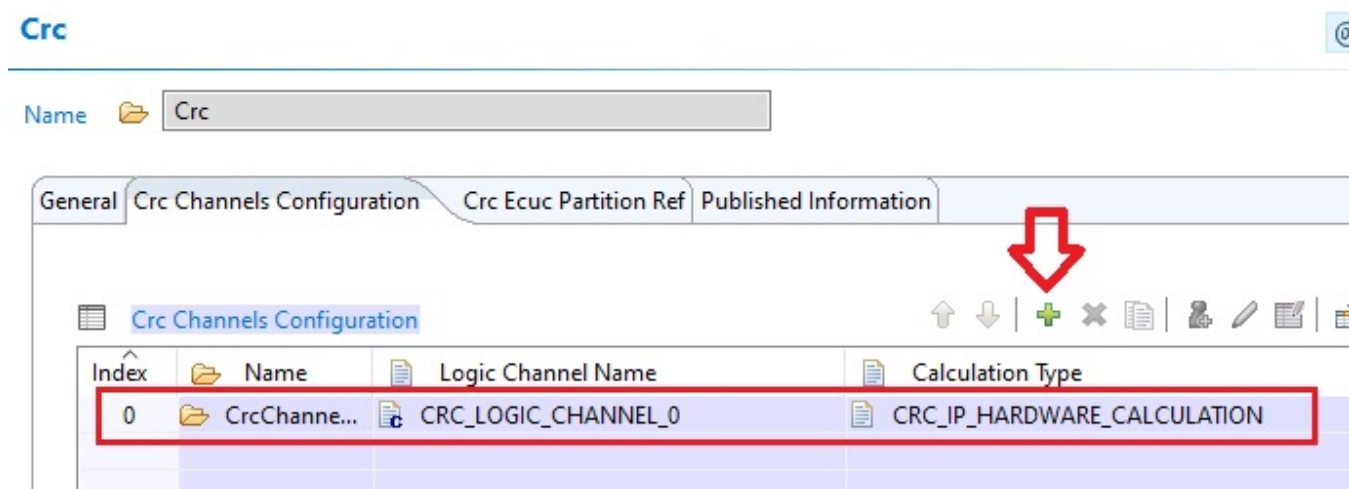 Crc
@
Name Crc
General Crc Channels Configuration Crc Ecuc Partition Ref Published Information
Crc Channels Configuration
Index Name Logic Channel Name Calculation Type
0 CrcChanne... CRC_LOGIC_CHANNEL_0 CRC_IP_HARDWARE_CALCULATION